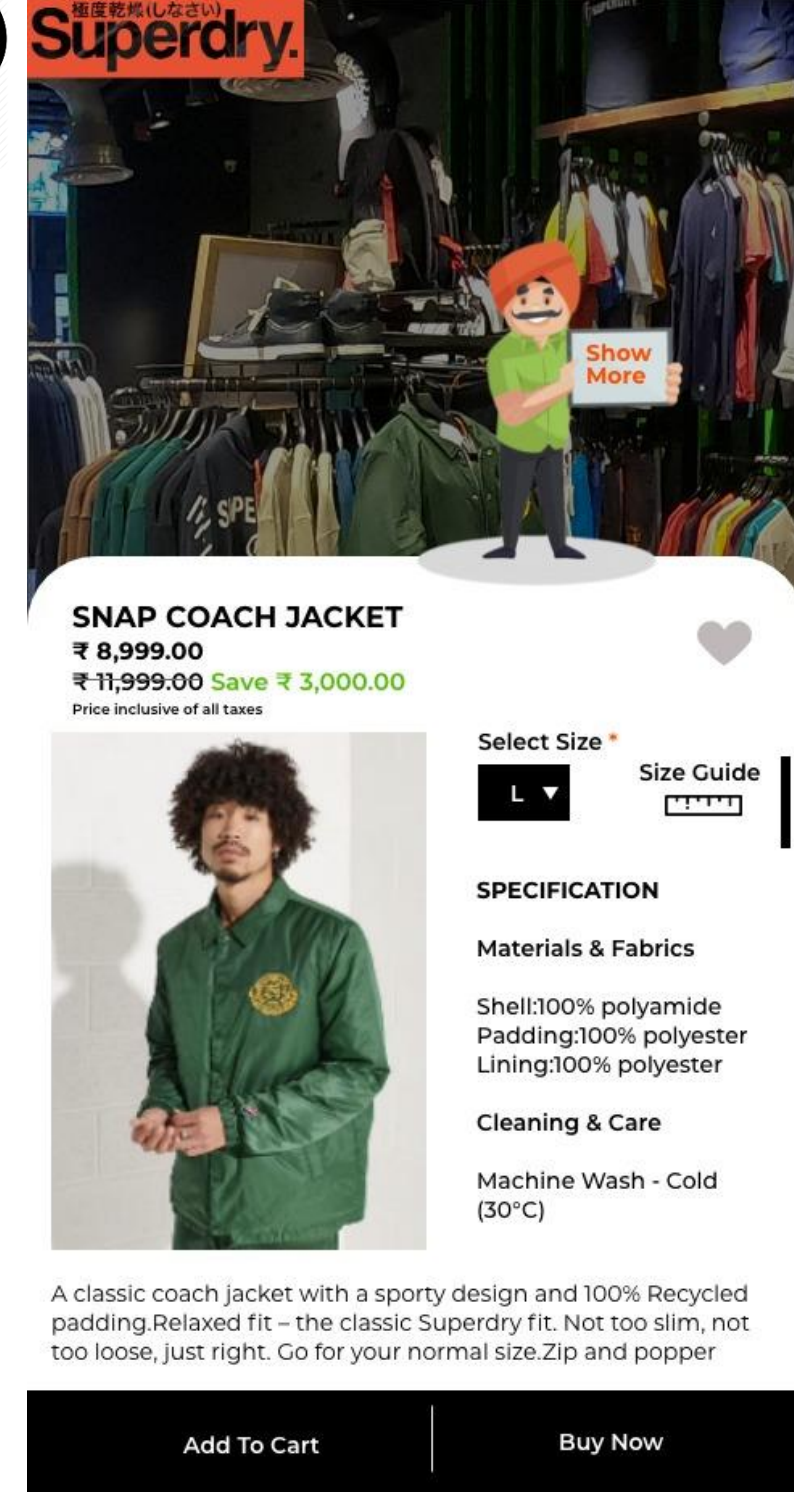 極度乾燥(しなさい)
Superdry.
SUPE
Show
More
SNAP COACH JACKET
₹ 8,999.00
₹ 11,999.00 Save ₹ 3,000.00
Price inclusive of all taxes
Select Size *
L ▼
Size Guide
SPECIFICATION
Materials & Fabrics
Shell:100% polyamide
Padding:100% polyester
Lining:100% polyester
Cleaning & Care
Machine Wash - Cold
(30°C)
A classic coach jacket with a sporty design and 100% Recycled
padding.Relaxed fit – the classic Superdry fit. Not too slim, not
too loose, just right. Go for your normal size.Zip and popper
Add To Cart
Buy Now